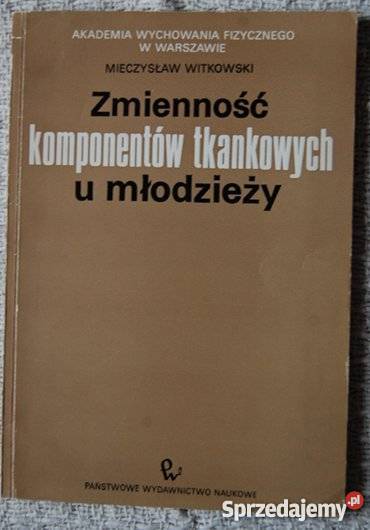 AKADEMIA WYCHOWANIA FIZYCZNEGO
W WARSZAWIE
MIECZYSŁAW WITKOWSKI
Zmienność
komponentów tkankowych
u młodzieży
PAŃSTWOWE WYDAWNICTWO NAUKOWE
Sprzedajemy.pl